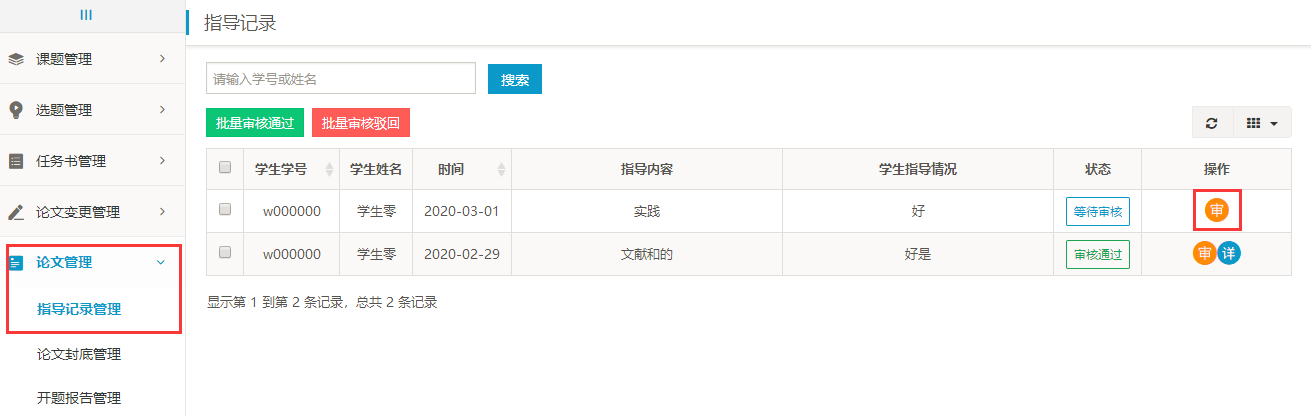 指导记录
课题管理
选题管理
任务书管理
论文变更管理
论文管理
指导记录管理
论文封底管理
开题报告管理
请输入学号或姓名 搜索
批量审核通过 批量审核驳回
学生学号 学生姓名 时间 指导内容 学生指导情况 状态 操作
w000000 学生零 2020-03-01 实践 好 等待审核 审
w000000 学生零 2020-02-29 文献和的 好是 审核通过 审 详
显示第 1 到第 2 条记录，总共 2 条记录